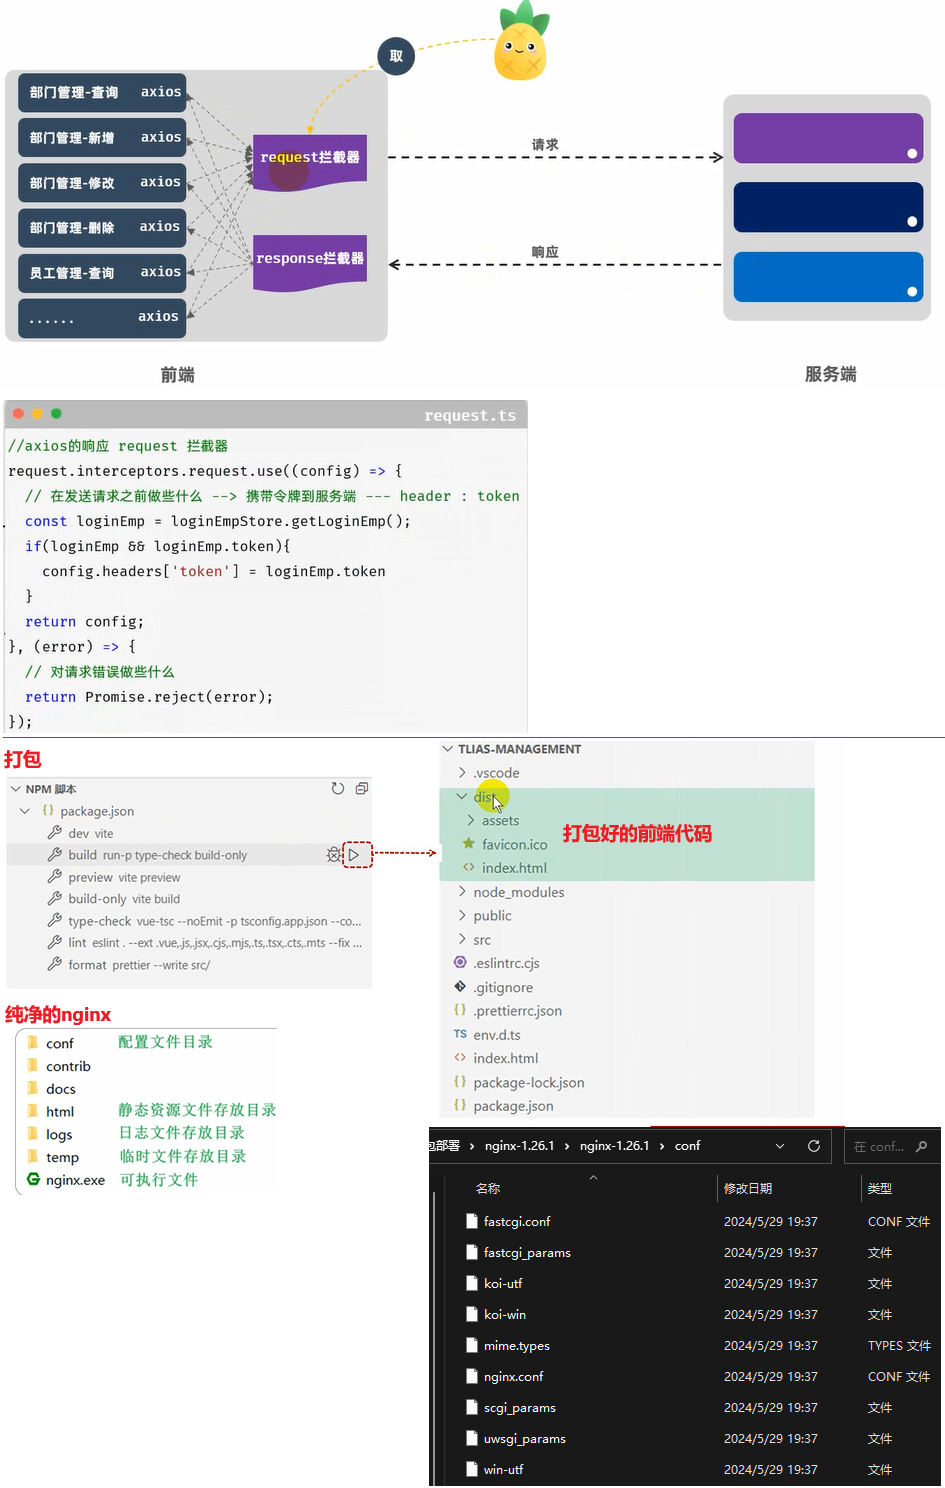 取
部门管理-查询 axios
部门管理-新增 axios
部门管理-修改 axios
部门管理-删除 axios
员工管理-查询 axios
...... axios
request拦截器
response拦截器
请求
响应
前端
服务端
request.ts
//axios的响应 request 拦截器
request.interceptors.request.use((config) => {
// 在发送请求之前做些什么 --> 携带令牌到服务端 --- header : token
const loginEmp = loginEmpStore.getLoginEmp();
if(loginEmp && loginEmp.token){
config.headers['token'] = loginEmp.token
}
return config;
}, (error) => {
// 对请求错误做些什么
return Promise.reject(error);
});
打包
NPM 脚本
{} package.json
dev vite
build run-p type-check build-only
preview vite preview
build-only vite build
type-check vue-tsc --noEmit -p tsconfig.app.json --co...
lint eslint . --ext .vue,.js,.jsx,.cjs,.mjs,.ts,.tsx,.cts,.mts --fix ...
format prettier --write src/
TLIAS-MANAGEMENT
.vscode
dist
assets
favicon.ico
<> index.html
打包好的前端代码
node_modules
public
src
.eslintrc.cjs
.gitignore
{} .prettierrc.json
TS env.d.ts
<> index.html
{} package-lock.json
{} package.json
纯净的nginx
conf 配置文件目录
contrib
docs
html 静态资源文件存放目录
logs 日志文件存放目录
temp 临时文件存放目录
nginx.exe 可执行文件
包部署 > nginx-1.26.1 > nginx-1.26.1 > conf
在 conf...
名称 修改日期 类型
fastcgi.conf 2024/5/29 19:37 CONF 文件
fastcgi_params 2024/5/29 19:37 文件
koi-utf 2024/5/29 19:37 文件
koi-win 2024/5/29 19:37 文件
mime.types 2024/5/29 19:37 TYPES 文件
nginx.conf 2024/5/29 19:37 CONF 文件
scgi_params 2024/5/29 19:37 文件
uwsgi_params 2024/5/29 19:37 文件
win-utf 2024/5/29 19:37 文件